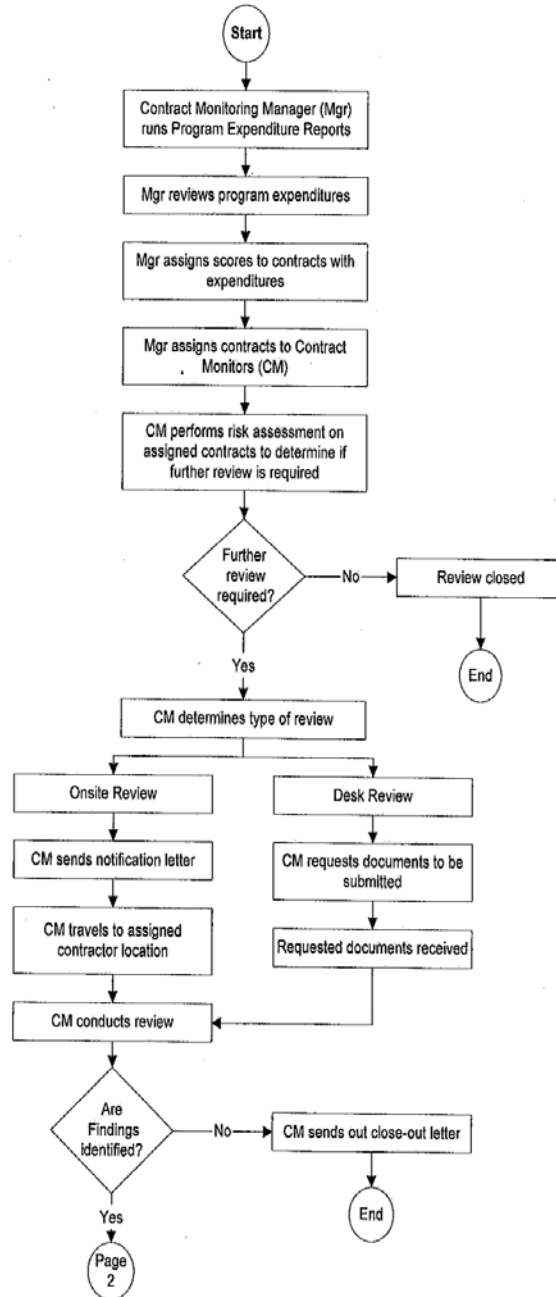 Start
Contract Monitoring Manager (Mgr)
runs Program Expenditure Reports
Mgr reviews program expenditures
Mgr assigns scores to contracts with
expenditures
Mgr assigns contracts to Contract
Monitors (CM)
CM performs risk assessment on
assigned contracts to determine if
further review is required
Further
review
required?
No
Review closed
End
Yes
CM determines type of review
Onsite Review
Desk Review
CM sends notification letter
CM requests documents to be
submitted
CM travels to assigned
contractor location
Requested documents received
CM conducts review
Are
Findings
identified?
No
CM sends out close-out letter
End
Yes
Page
2